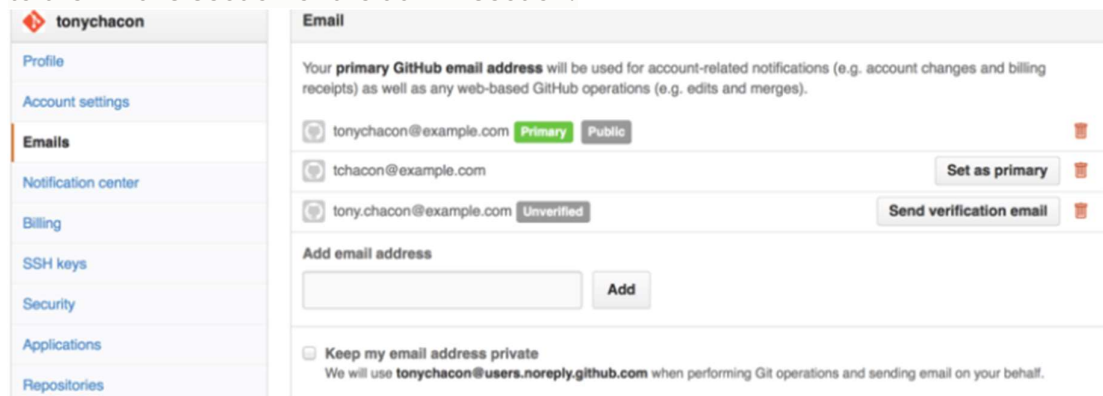 tonychacon
Profile
Account settings
Emails
Notification center
Billing
SSH keys
Security
Applications
Repositories
Email
Your primary GitHub email address will be used for account-related notifications (e.g. account changes and billing
receipts) as well as any web-based GitHub operations (e.g. edits and merges).
tonychacon@example.com Primary Public
tchacon@example.com Set as primary
tony.chacon@example.com Unverified Send verification email
Add email address
Add
Keep my email address private
We will use tonychacon@users.noreply.github.com when performing Git operations and sending email on your behalf.